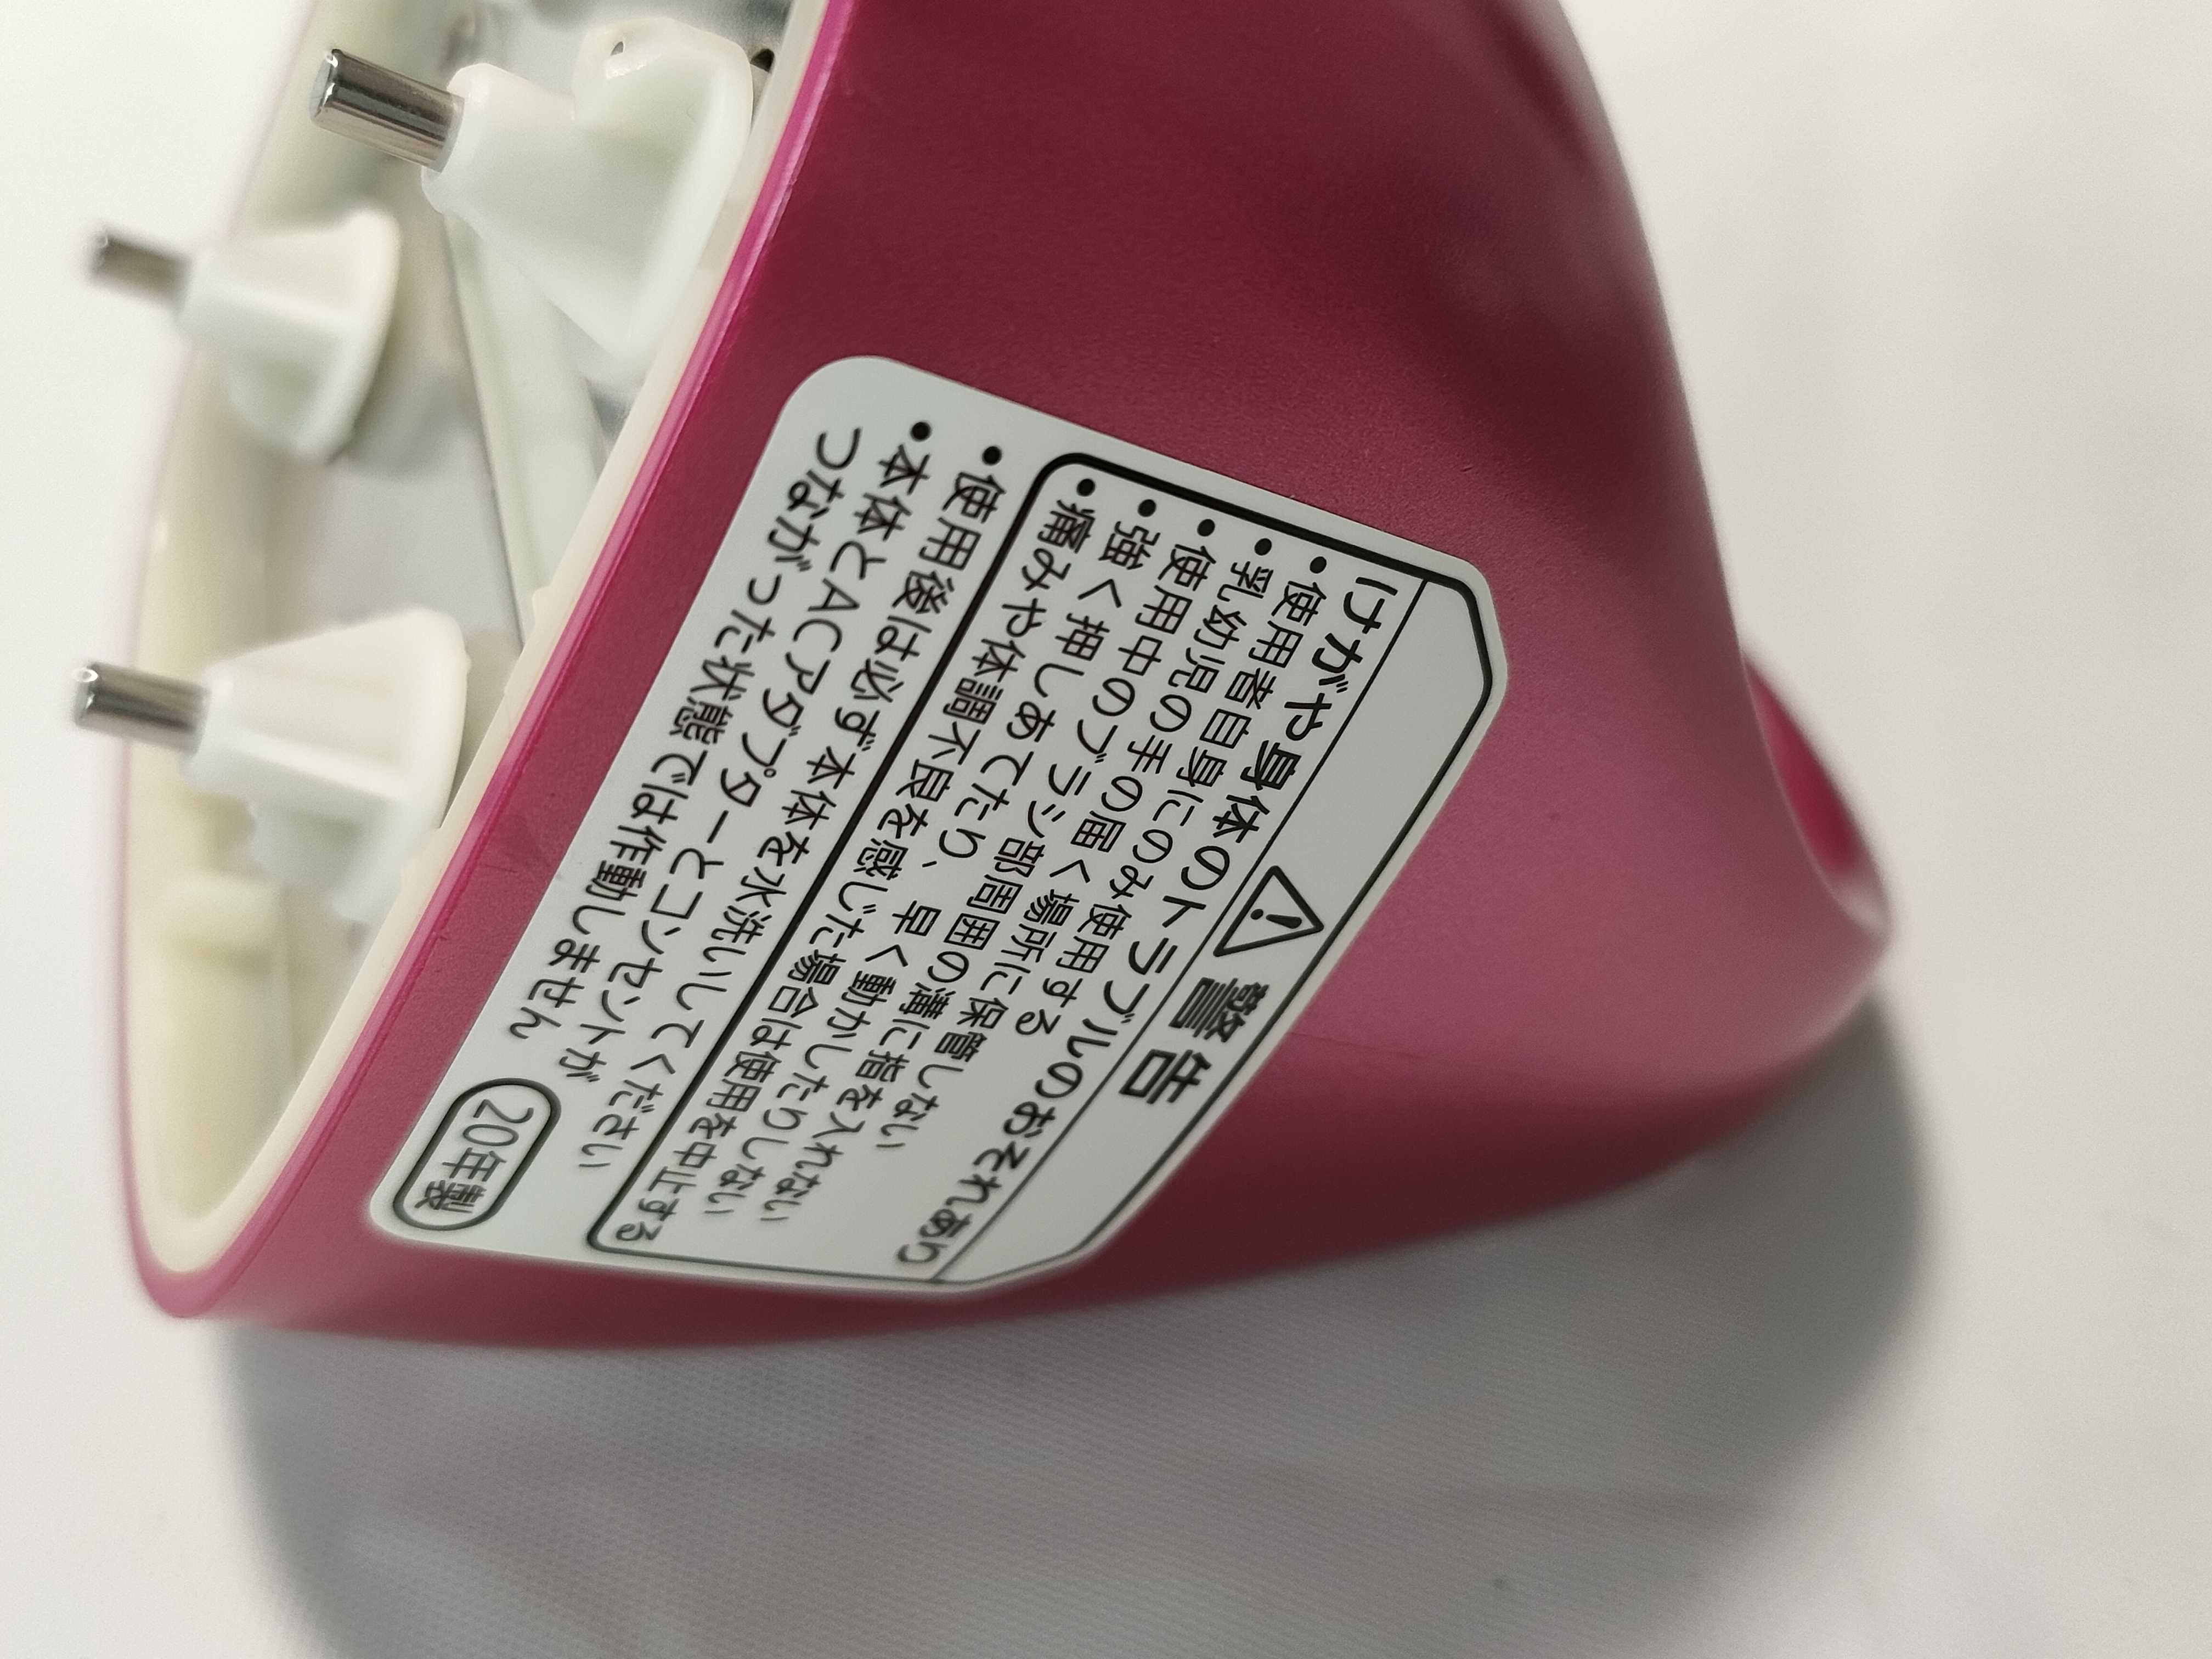 ⚠警告
けがや身体のトラブルのおそれあり
•使用者自身にのみ使用する
•乳幼児の手の届く場所に保管しない
•使用中のブラシ部周囲の溝に指を入れない
•強く押しあてたり、早く動かしたりしない
•痛みや体調不良を感じた場合は使用を中止する
•使用後は必ず本体を水洗いしてください
•本体とACアダプターとコンセントが
つながった状態では作動しません
20年製